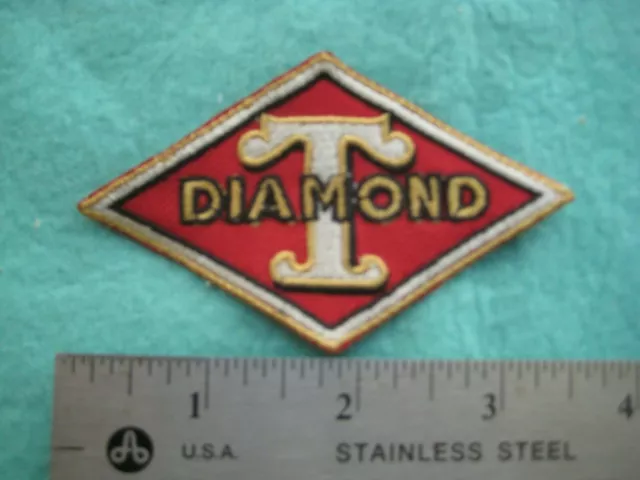 T
DIAMOND
1 2 3 4
U.S.A. STAINLESS STEEL